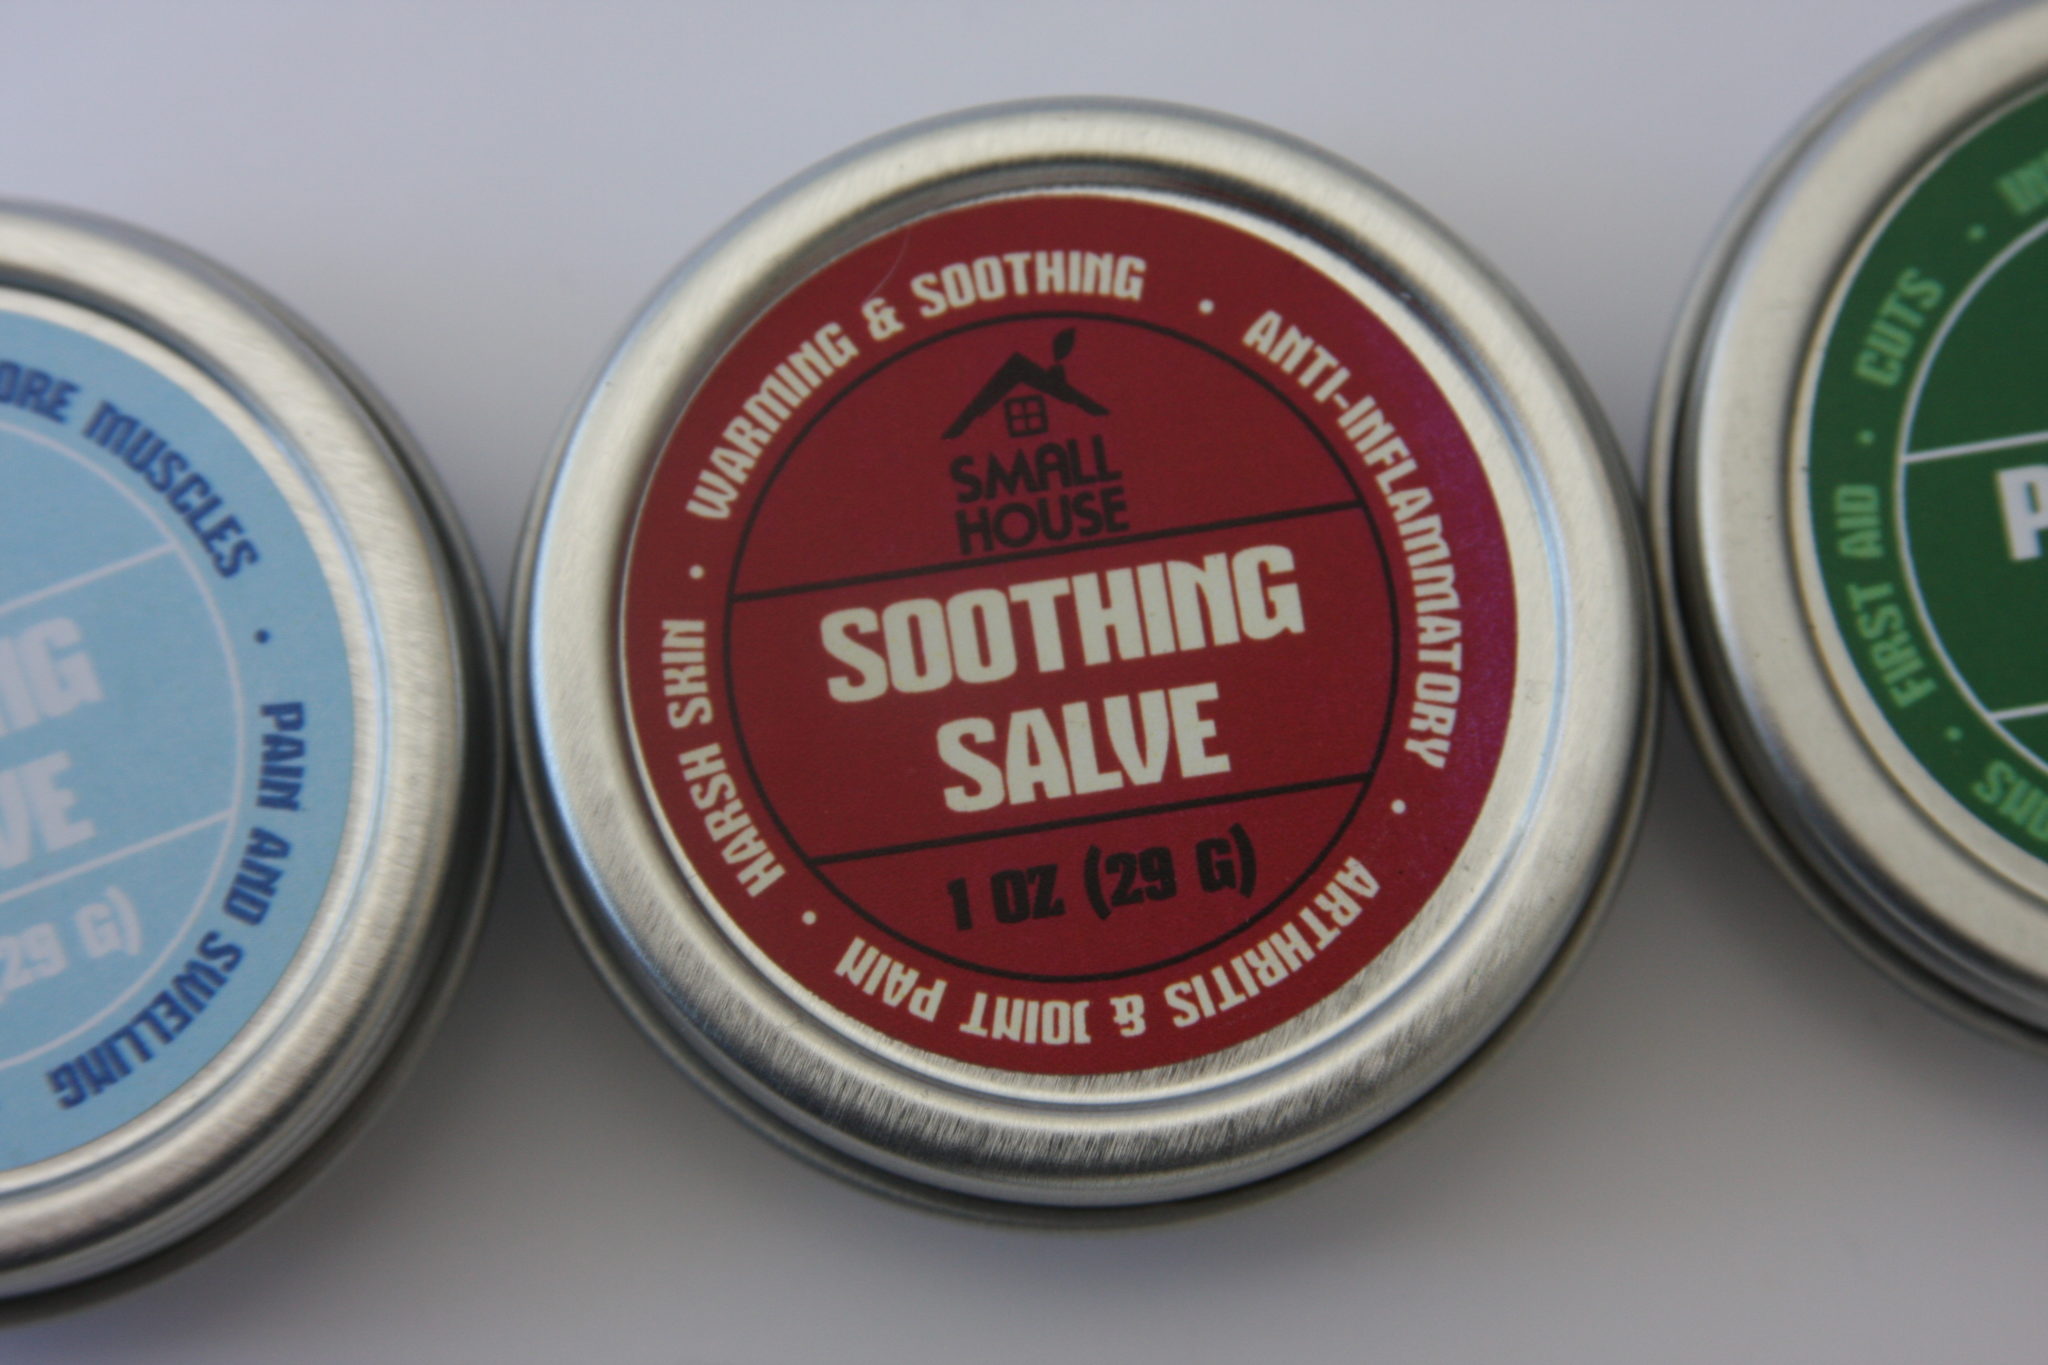 MUSCLES
PAIN AND SWELLING
29 G)
WARMING & SOOTHING • ANTI-INFLAMMATORY • ARTHRITIS & JOINT PAIN • HARSH SKIN •
SMALL
HOUSE
SOOTHING
SALVE
1 OZ (29 G)
FIRST AID • CUTS •